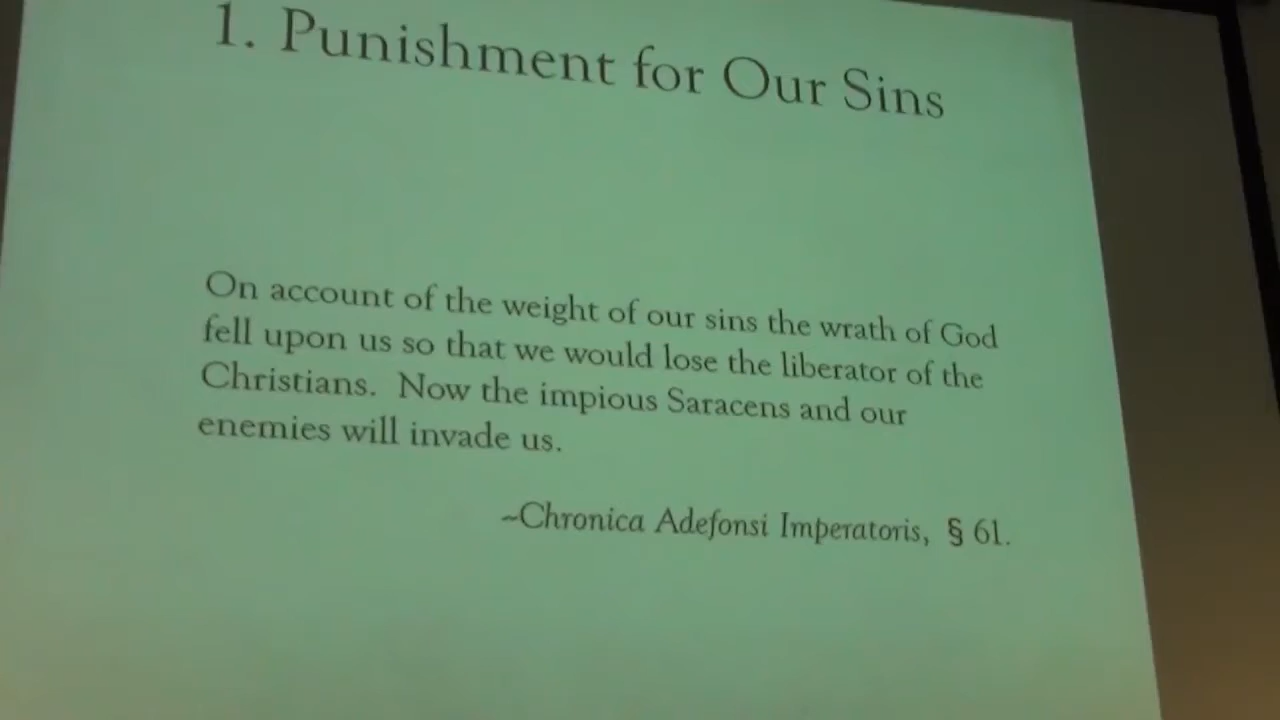 1. Punishment for Our Sins
On account of the weight of our sins the wrath of God
fell upon us so that we would lose the liberator of the
Christians. Now the impious Saracens and our
enemies will invade us.
~Chronica Adefonsi Imperatoris, § 61.